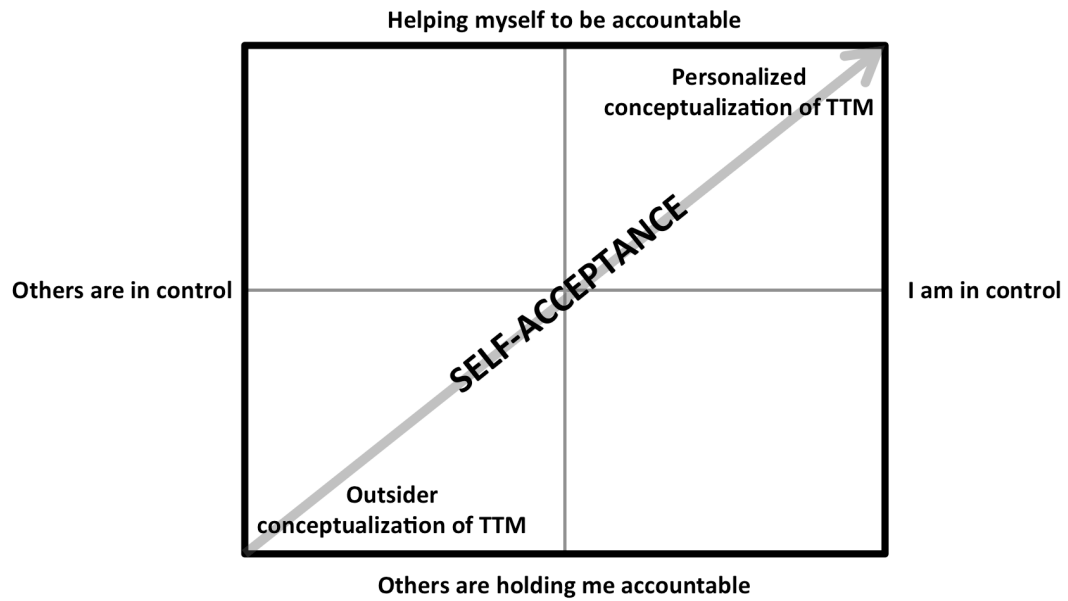 Helping myself to be accountable
Personalized
conceptualization of TTM
SELF-ACCEPTANCE
Others are in control
I am in control
Outsider
conceptualization of TTM
Others are holding me accountable